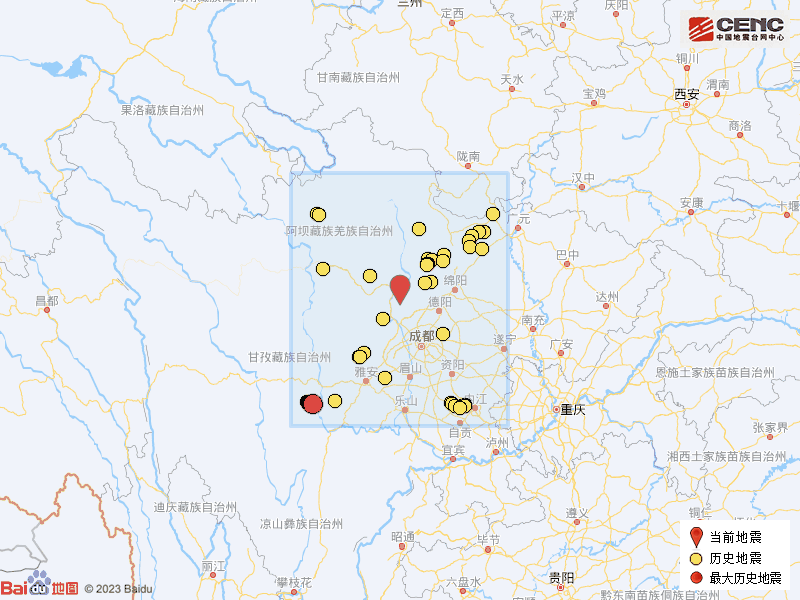 兰州
定西
平凉
庆阳
CENC
中国地震台网中心
铜川
渭南
西安
商洛
甘南藏族自治州
天水
宝鸡
果洛藏族自治州
陇南
汉中
安康
十堰
阿坝藏族羌族自治州
元
巴中
绵阳
德阳
达州
昌都
南充
成都
遂宁
广安
甘孜藏族自治州
雅安
眉山
资阳
恩施土家族苗族自治州
乐山
内江
重庆
自贡
张家界
宜宾
泸州
湘西土家族苗族自治州
迪庆藏族自治州
凉山彝族自治州
遵义
铜仁
昭通
毕节
丽江
攀枝花
六盘水
贵阳
黔东南苗族侗族自治州
当前地震
历史地震
最大历史地震
Bai du 地图
© 2023 Baidu